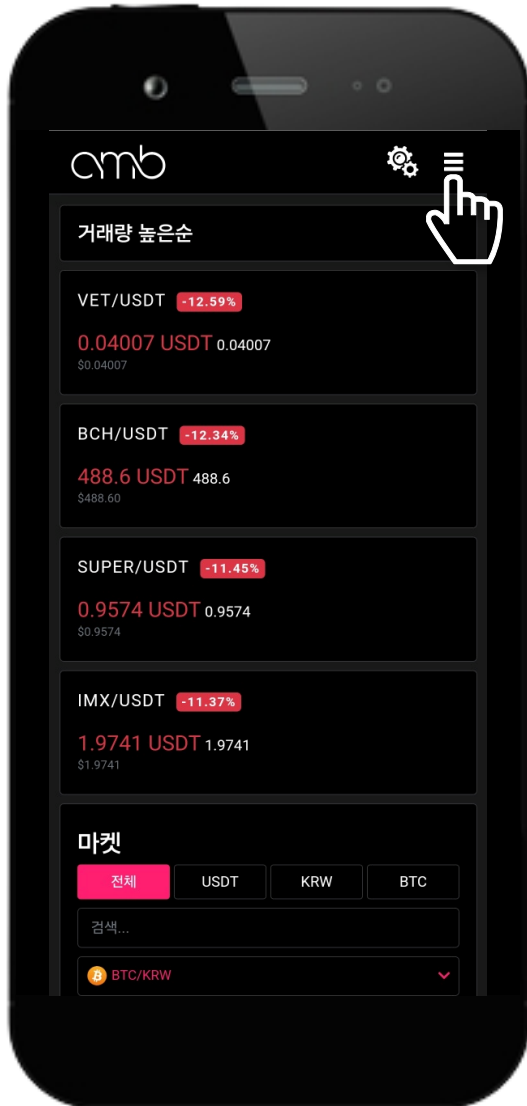 amb
거래량 높은순
VET/USDT -12.59%
0.04007 USDT 0.04007
$0.04007
BCH/USDT -12.34%
488.6 USDT 488.6
$488.60
SUPER/USDT -11.45%
0.9574 USDT 0.9574
$0.9574
IMX/USDT -11.37%
1.9741 USDT 1.9741
$1.9741
마켓
전체 USDT KRW BTC
검색...
BTC/KRW